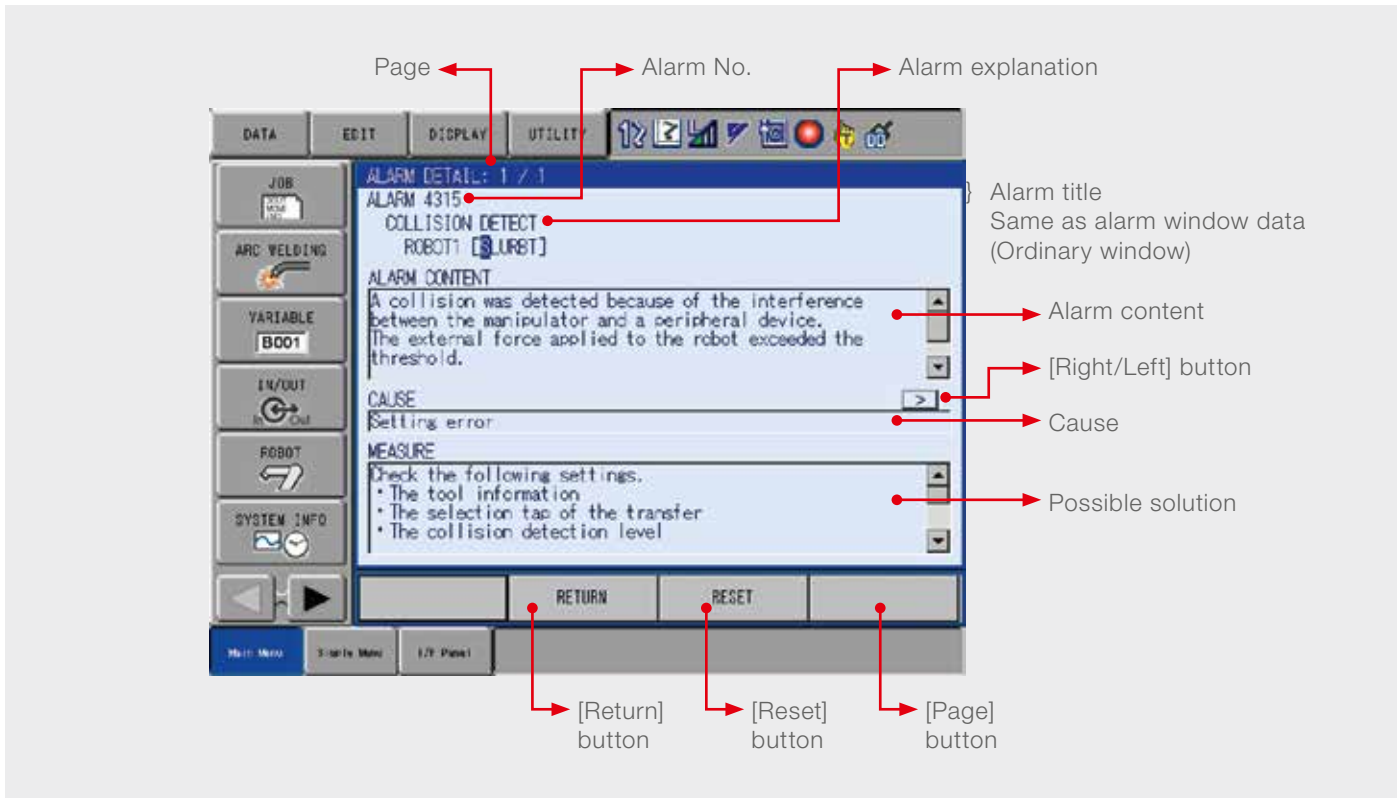 Page
Alarm No.
Alarm explanation
DATA
EDIT
DISPLAY
UTILITY
JOB
ALARM DETAIL: 1 / 1
ALARM 4315
COLLISION DETECT
ROBOT1 [SLURBT]
} Alarm title
Same as alarm window data
(Ordinary window)
ARC WELDING
ALARM CONTENT
A collision was detected because of the interference
between the manipulator and a peripheral device.
The external force applied to the robot exceeded the
threshold.
Alarm content
VARIABLE
B001
[Right/Left] button
IN/OUT
In Out
CAUSE
>
Setting error
Cause
ROBOT
MEASURE
Check the following settings.
• The tool information
• The selection tap of the transfer
• The collision detection level
Possible solution
SYSTEM INFO
RETURN
RESET
Main Menu
Simple Menu
I/F Panel
[Return]
button
[Reset]
button
[Page]
button